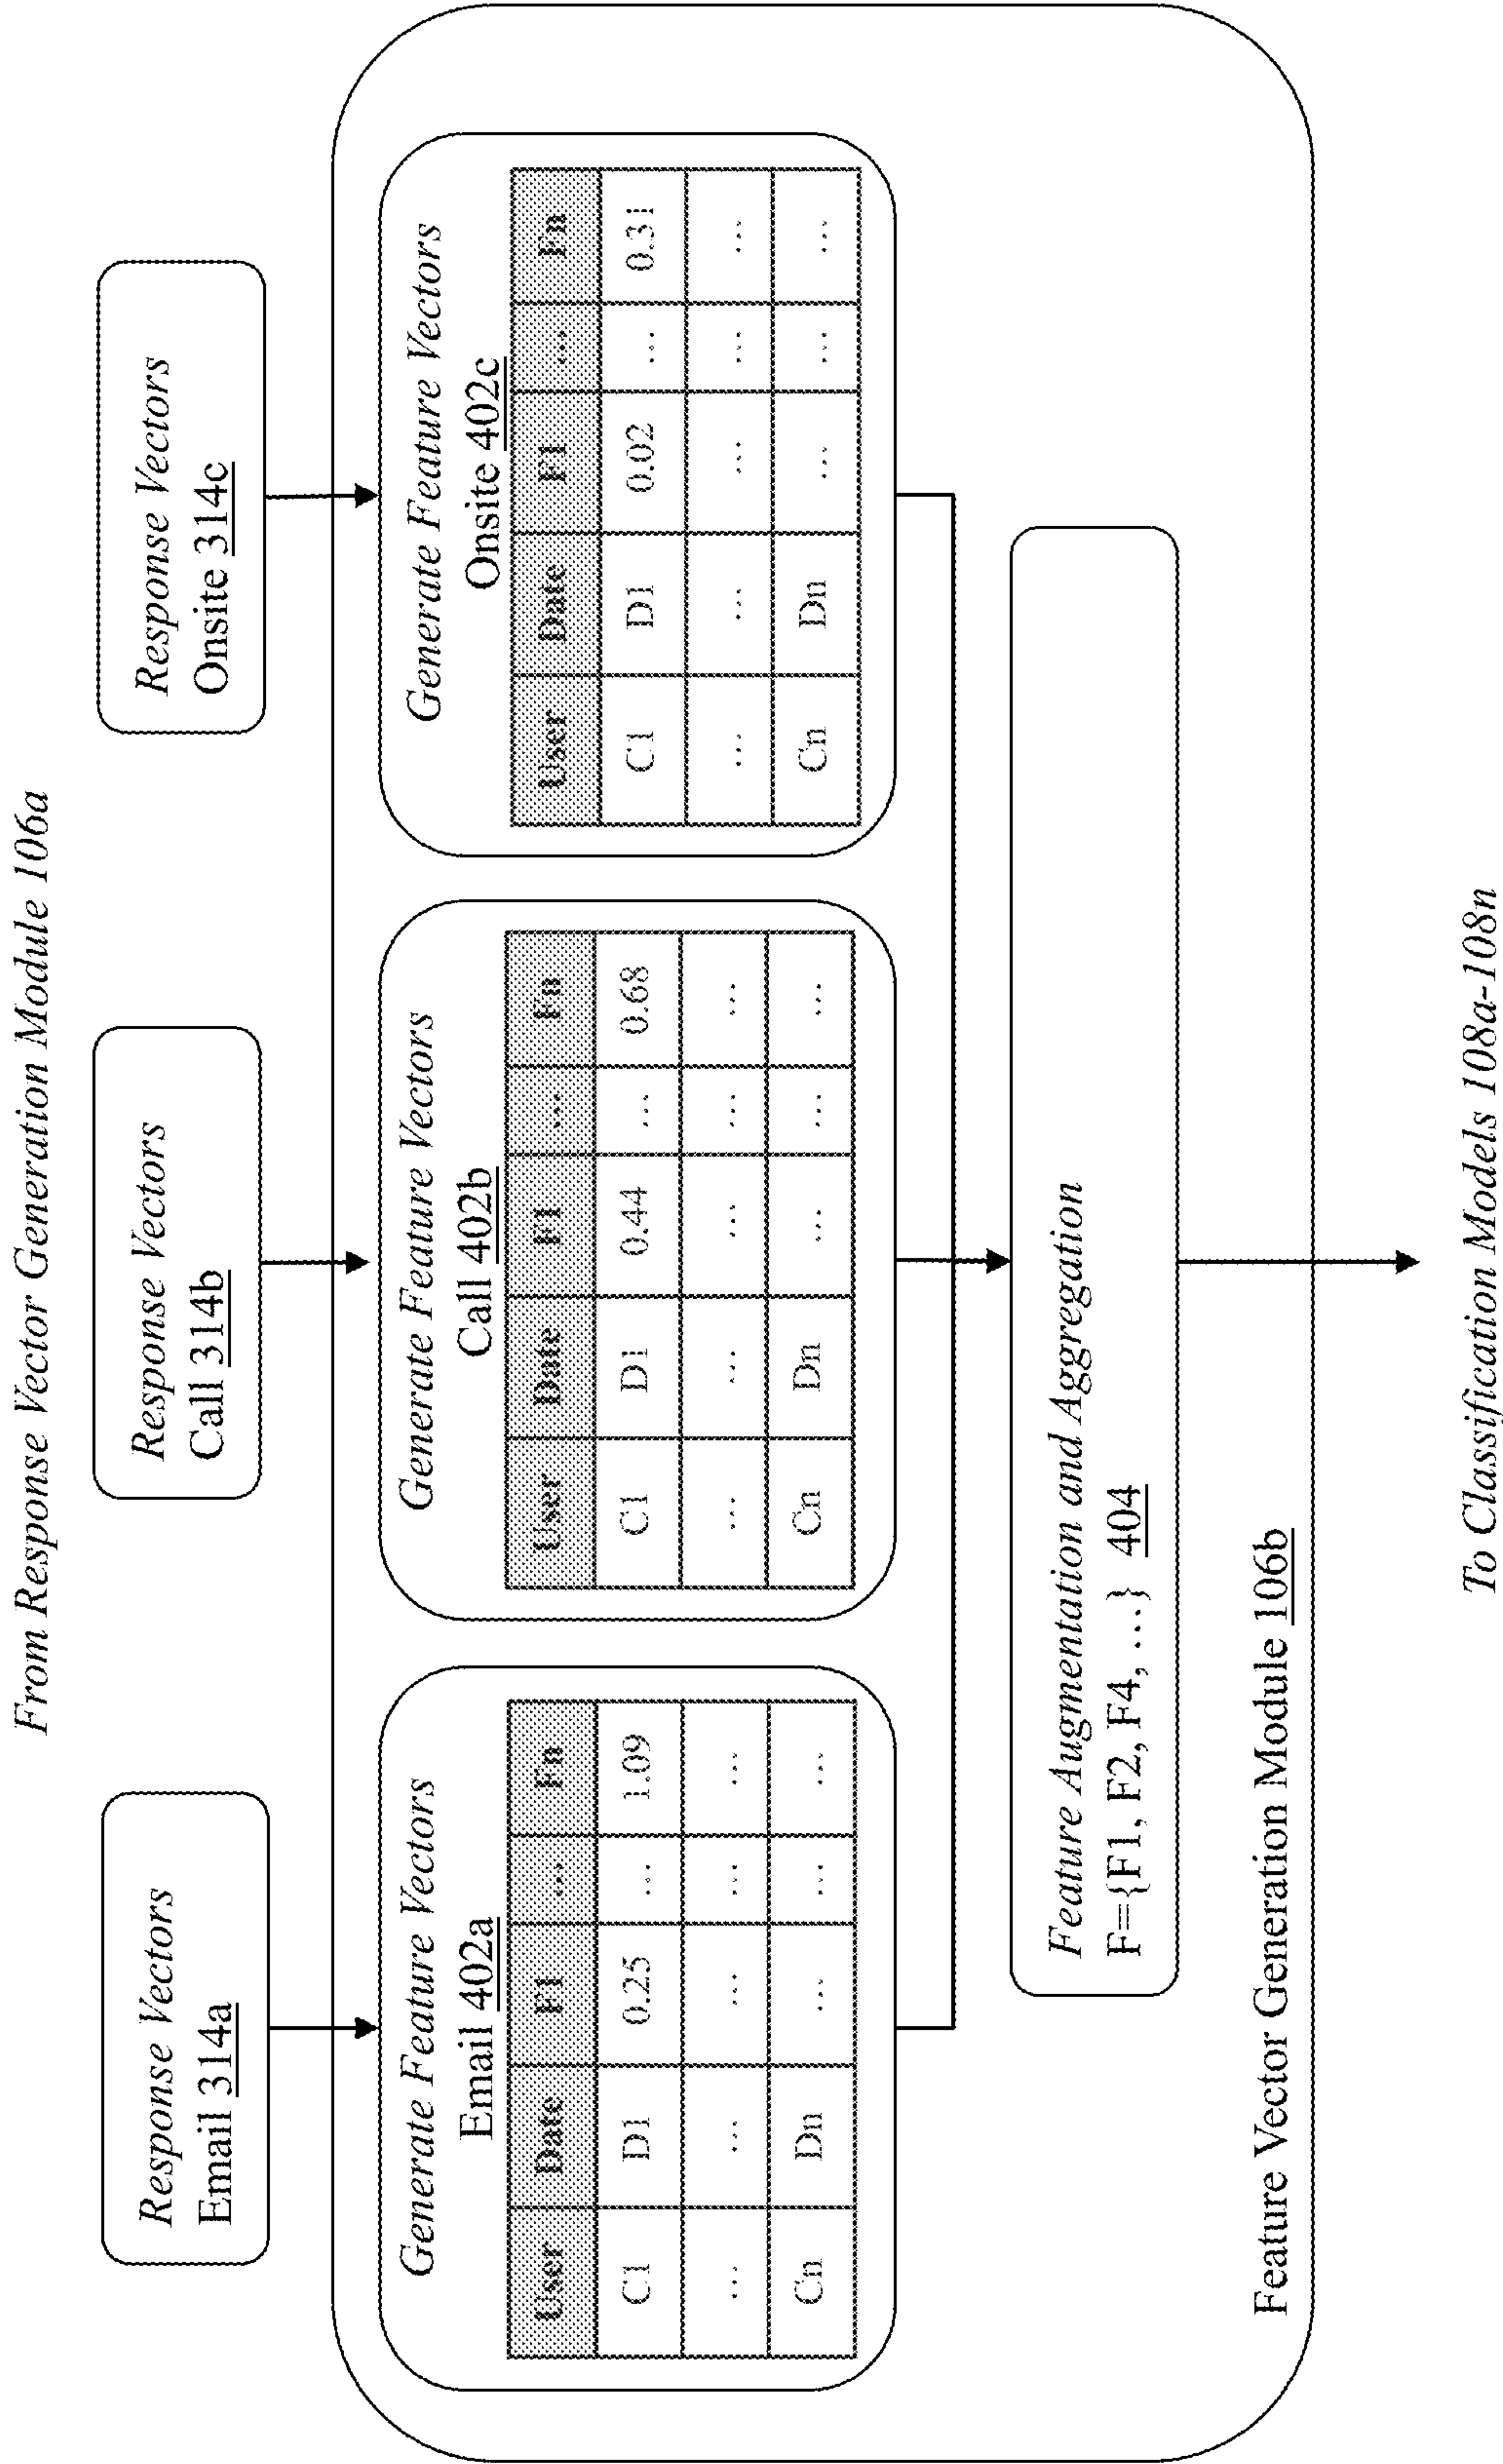 From Response Vector Generation Module 106a
Response Vectors
Email 314a
Response Vectors
Call 314b
Response Vectors
Onsite 314c
Generate Feature Vectors
Email 402a
User Date F1 ... Fn
C1 D1 0.25 ... 1.09
... ... ... ... ...
Cn Dn ... ... ...
Generate Feature Vectors
Call 402b
User Date F1 ... Fn
C1 D1 0.44 ... 0.68
... ... ... ... ...
Cn Dn ... ... ...
Generate Feature Vectors
Onsite 402c
User Date F1 ... Fn
C1 D1 0.02 ... 0.31
... ... ... ... ...
Cn Dn ... ... ...
Feature Augmentation and Aggregation
F={F1, F2, F4, ...} 404
Feature Vector Generation Module 106b
To Classification Models 108a-108n